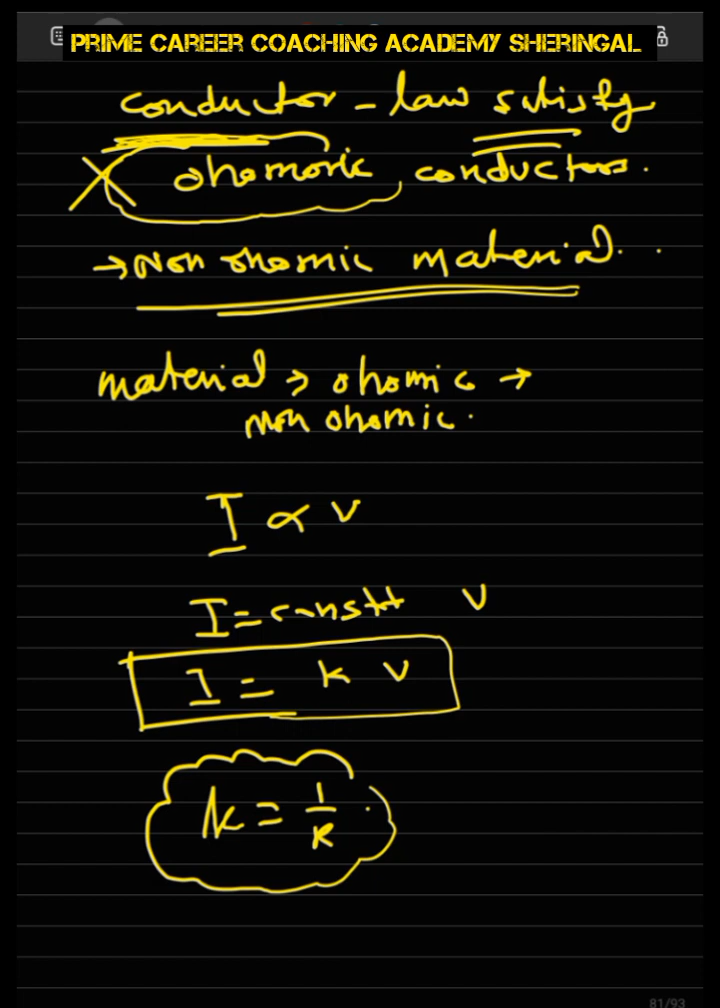 PRIME CAREER COACHING ACADEMY SHERINGAL
conductor - law satisfy
ohomoric, conductors.
→ Non ohomic material.
material → ohomic →
non ohomic.
I ∝ V
I = constt V
I = k V
k = 1/R
81/93